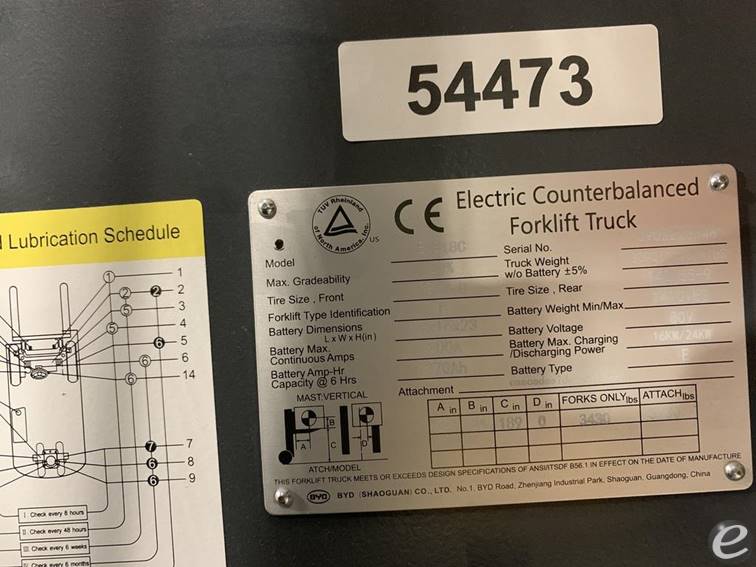 54473
Lubrication Schedule
1
2
3
4
5
6
14
7
8
9
I. Check every 8 hours
II. Check every 48 hours
III. Check every 6 weeks
IV. Check every 6 months
TUV Rheinland
of North America, Inc.
US
CE
Electric Counterbalanced
Forklift Truck
Model
Max. Gradeability
Tire Size , Front
Forklift Type Identification
Battery Dimensions
L x W x H(in)
Battery Max.
Continuous Amps
Battery Amp-Hr
Capacity @ 6 Hrs
Serial No.
Truck Weight
w/o Battery ±5%
Tire Size , Rear
Battery Weight Min/Max
Battery Voltage
80V
Battery Max. Charging
/Discharging Power
16KW/24KW
Battery Type
E
MAST:VERTICAL
A
B
C
D
ATCH/MODEL
Attachment
A in B in C in D in FORKS ONLY lbs ATTACH lbs
189 0 3430
THIS FORKLIFT TRUCK MEETS OR EXCEEDS DESIGN SPECIFICATIONS OF ANSI/ITSDF B56.1 IN EFFECT ON THE DATE OF MANUFACTURE
BYD BYD (SHAOGUAN) CO., LTD. No.1, BYD Road, Zhenjiang Industrial Park, Shaoguan, Guangdong, China
e